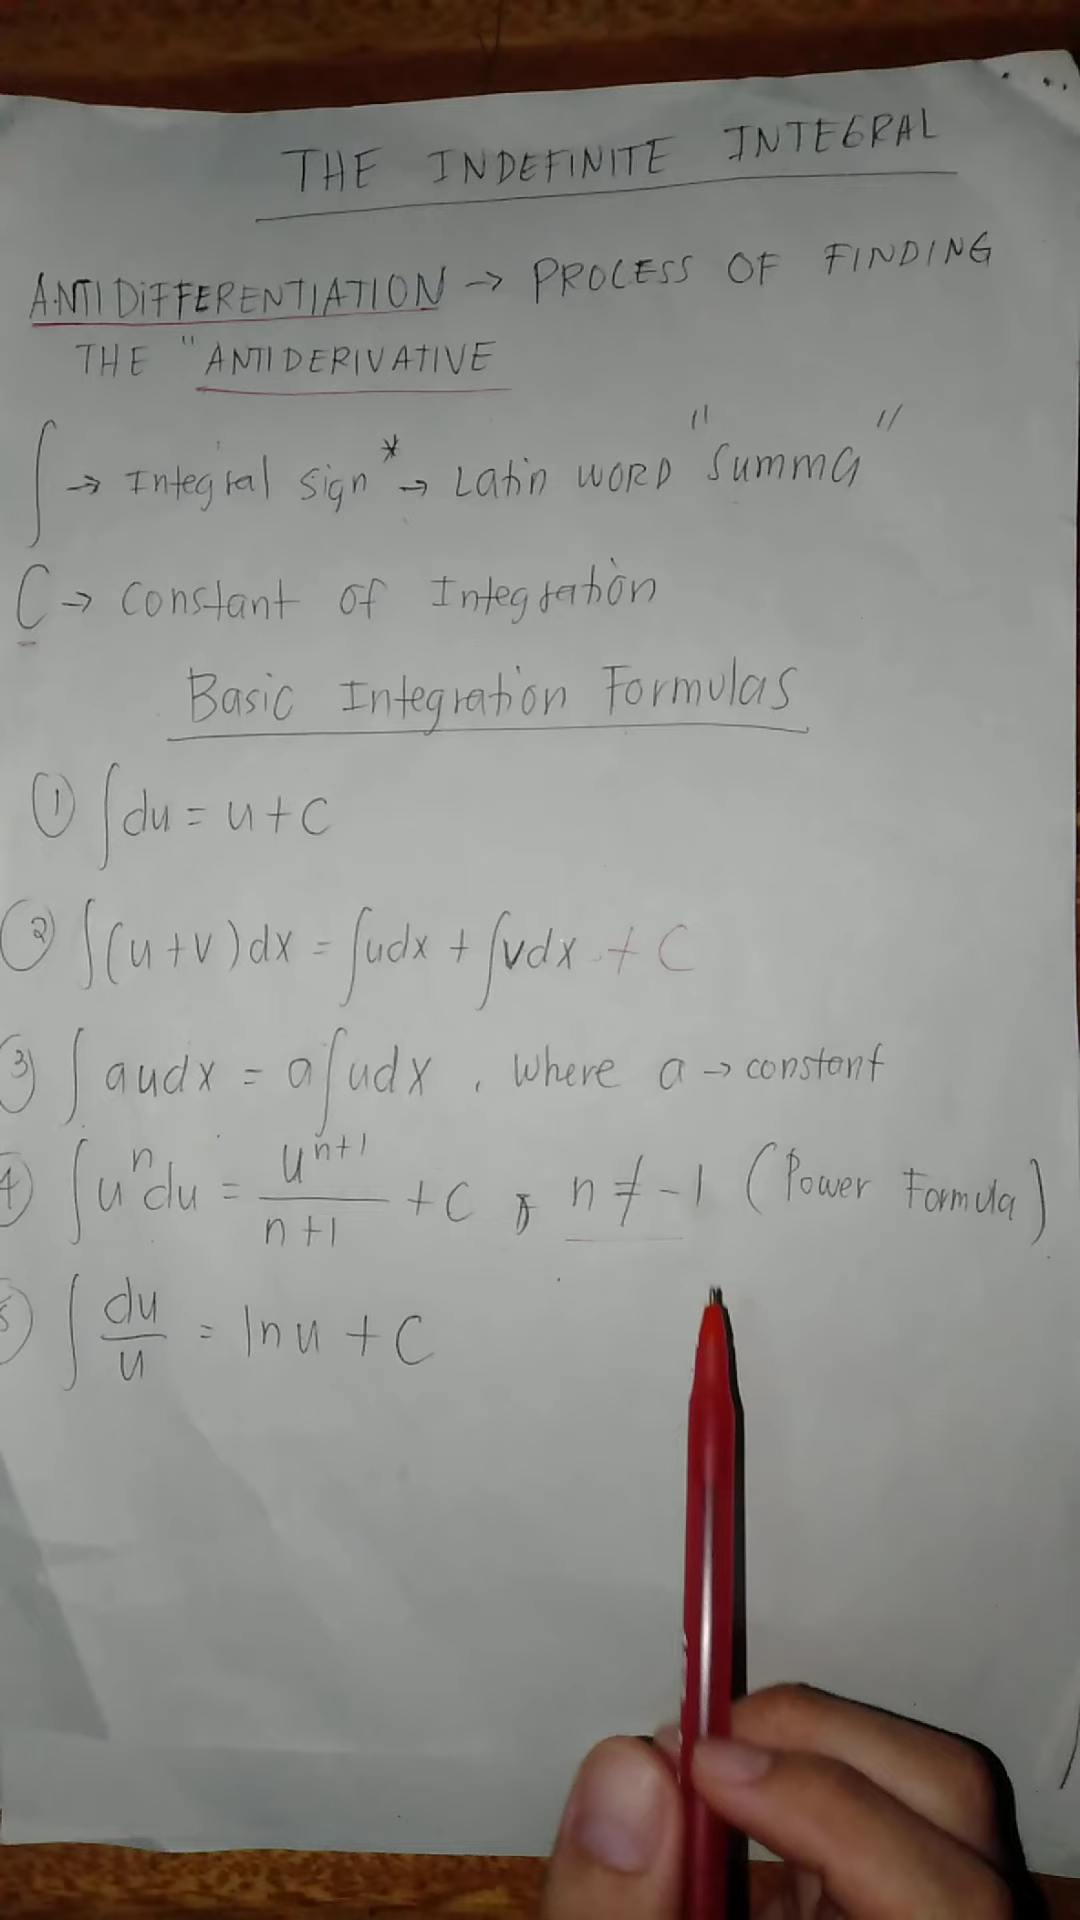 THE INDEFINITE INTEGRAL
ANTIDIFFERENTIATION → PROCESS OF FINDING
THE "ANTIDERIVATIVE
∫ → Integral sign * → Latin WORD "summa"
C → constant of Integration
Basic Integration Formulas
① ∫du = u + C
② ∫(u+v)dx = ∫udx + ∫vdx + C
③ ∫audx = a∫udx , where a → constant
④ ∫uⁿdu = uⁿ⁺¹/(n+1) + C , n ≠ -1 (Power Formula)
⑤ ∫du/u = ln u + C